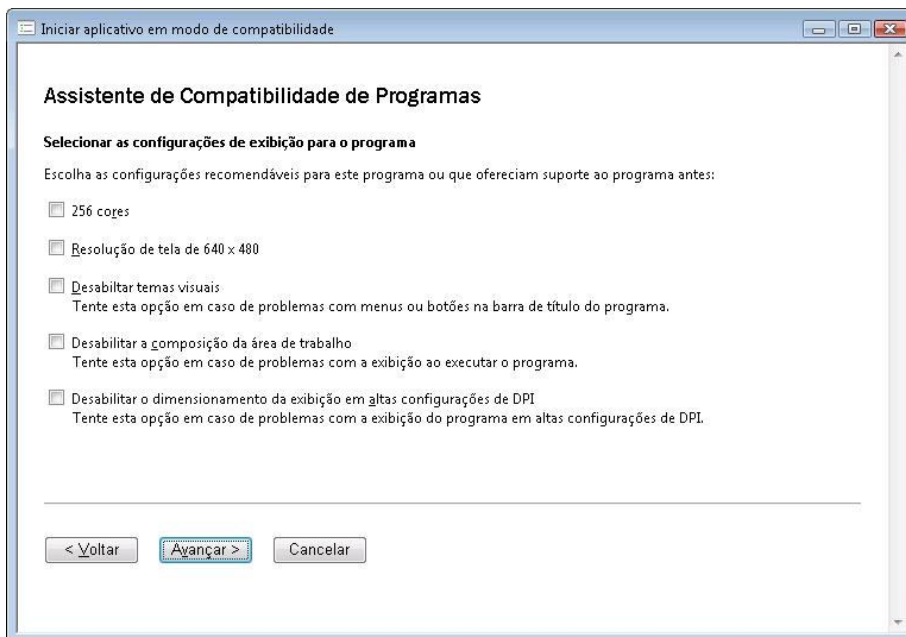 Iniciar aplicativo em modo de compatibilidade
Assistente de Compatibilidade de Programas
Selecionar as configurações de exibição para o programa
Escolha as configurações recomendáveis para este programa ou que ofereciam suporte ao programa antes:
256 cores
Resolução de tela de 640 x 480
Desabiltar temas visuais
Tente esta opção em caso de problemas com menus ou botões na barra de título do programa.
Desabilitar a composição da área de trabalho
Tente esta opção em caso de problemas com a exibição ao executar o programa.
Desabilitar o dimensionamento da exibição em altas configurações de DPI
Tente esta opção em caso de problemas com a exibição do programa em altas configurações de DPI.
< Voltar
Avançar >
Cancelar